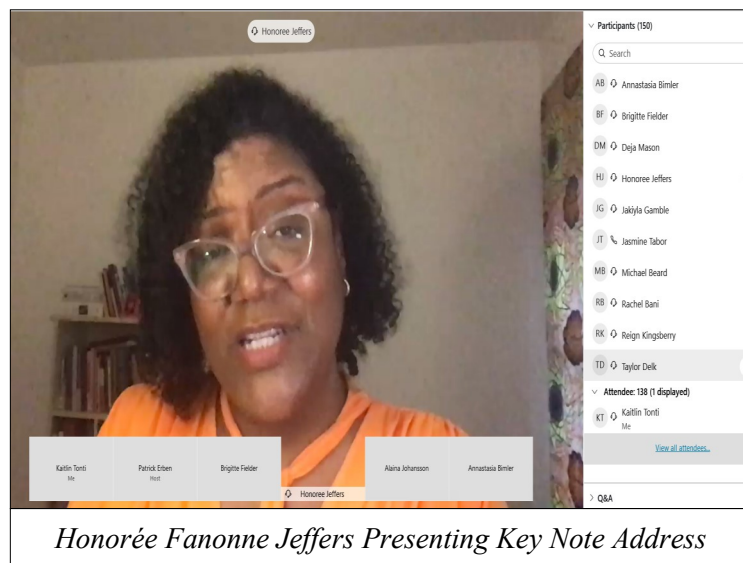 Honoree Jeffers
Participants (150)
Search
AB Annastasia Bimler
BF Brigitte Fielder
DM Deja Mason
HJ Honoree Jeffers
JG Jakiyla Gamble
JT Jasmine Tabor
MB Michael Beard
RB Rachel Bani
RK Reign Kingsberry
TD Taylor Delk
Attendee: 138 (1 displayed)
KT Kaitlin Tonti
Me
View all attendees...
Q&A
Kaitlin Tonti
Me
Patrick Erben
Host
Brigitte Fielder
Honoree Jeffers
Alaina Johansson
Annastasia Bimler
Honorée Fanonne Jeffers Presenting Key Note Address